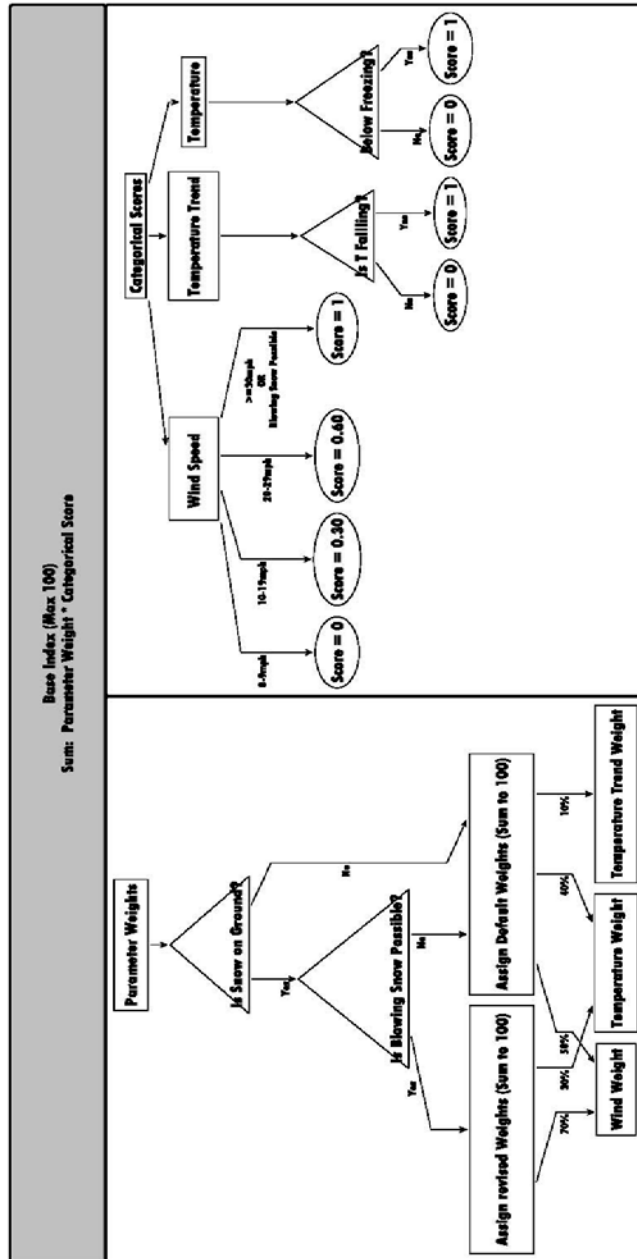 Base Index (Max 100)
Sum: Parameter Weight * Categorical Score
Parameter Weights
Is Snow on Ground?
Yes
No
Is Blowing Snow Possible?
Yes
No
Assign revised Weights (Sum to 100)
Assign Default Weights (Sum to 100)
70%
30%
50%
40%
10%
Wind Weight
Temperature Weight
Temperature Trend Weight
Categorical Scores
Wind Speed
Temperature Trend
Temperature
0-9mph
10-19mph
20-29mph
>=30mph
OR
Blowing Snow Possible
Score = 0
Score = 0.30
Score = 0.60
Score = 1
Is T Fallling?
No
Yes
Score = 0
Score = 1
Below Freezing?
No
Yes
Score = 0
Score = 1